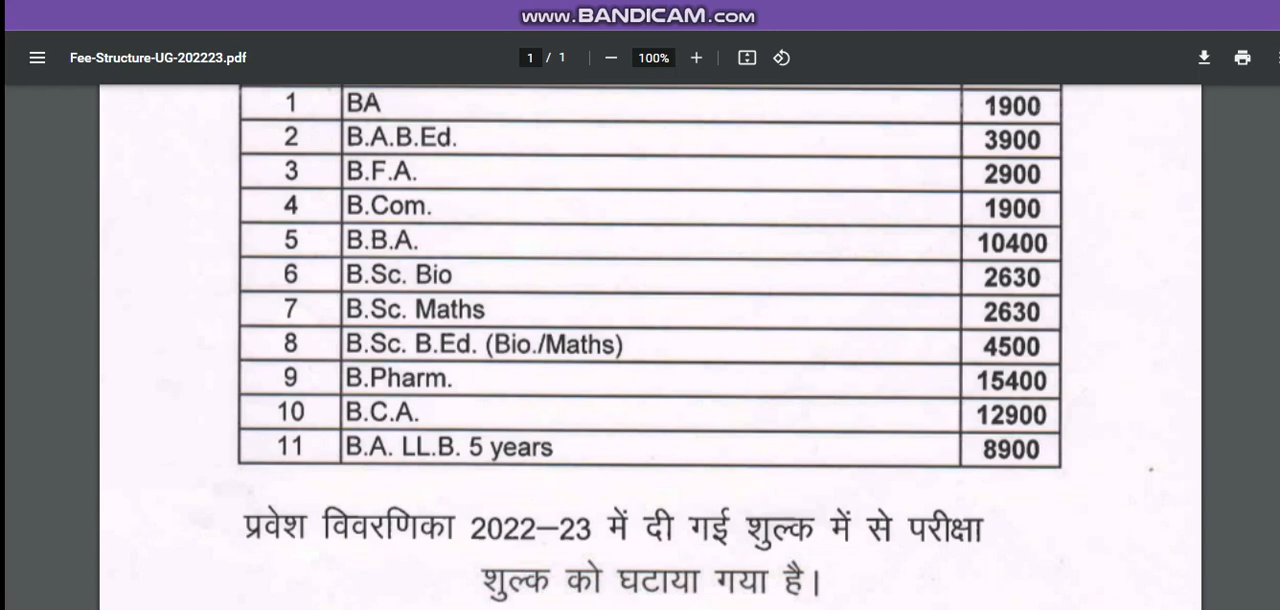 www.BANDICAM.com
Fee-Structure-UG-202223.pdf 1 / 1 100%
1 BA 1900
2 B.A.B.Ed. 3900
3 B.F.A. 2900
4 B.Com. 1900
5 B.B.A. 10400
6 B.Sc. Bio 2630
7 B.Sc. Maths 2630
8 B.Sc. B.Ed. (Bio./Maths) 4500
9 B.Pharm. 15400
10 B.C.A. 12900
11 B.A. LL.B. 5 years 8900
प्रवेश विवरणिका 2022–23 में दी गई शुल्क में से परीक्षा
शुल्क को घटाया गया है।